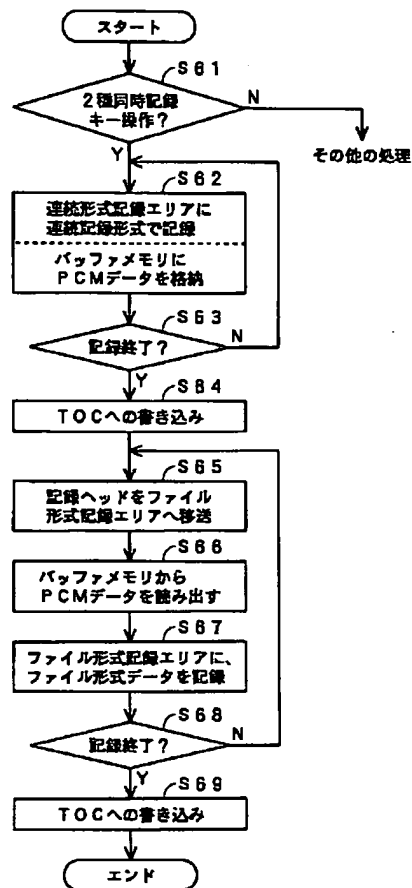 スタート
S61
2種同時記録
キー操作?
N
Y
その他の処理
S62
連続形式記録エリアに
連続記録形式で記録
バッファメモリに
PCMデータを格納
S63
記録終了?
N
Y
S64
TOCへの書き込み
S65
記録ヘッドをファイル
形式記録エリアへ移送
S66
バッファメモリから
PCMデータを読み出す
S67
ファイル形式記録エリアに、
ファイル形式データを記録
S68
記録終了?
N
Y
S69
TOCへの書き込み
エンド